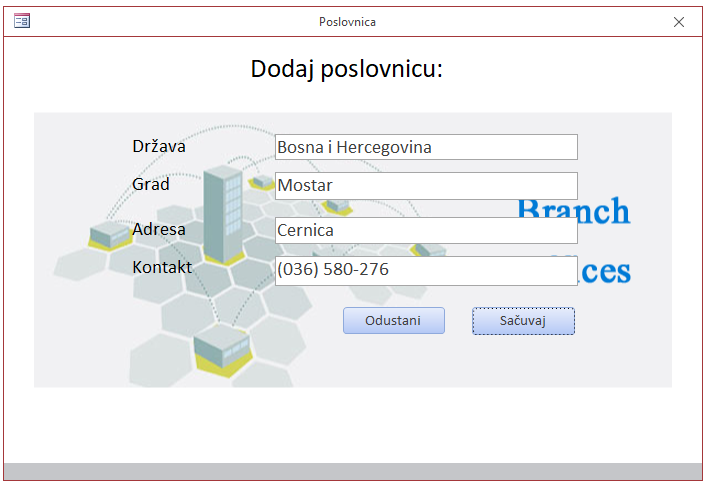 Poslovnica
Dodaj poslovnicu:
Država Bosna i Hercegovina
Grad Mostar
Branch
Adresa Cernica
Kontakt (036) 580-276
Odustani Sačuvaj